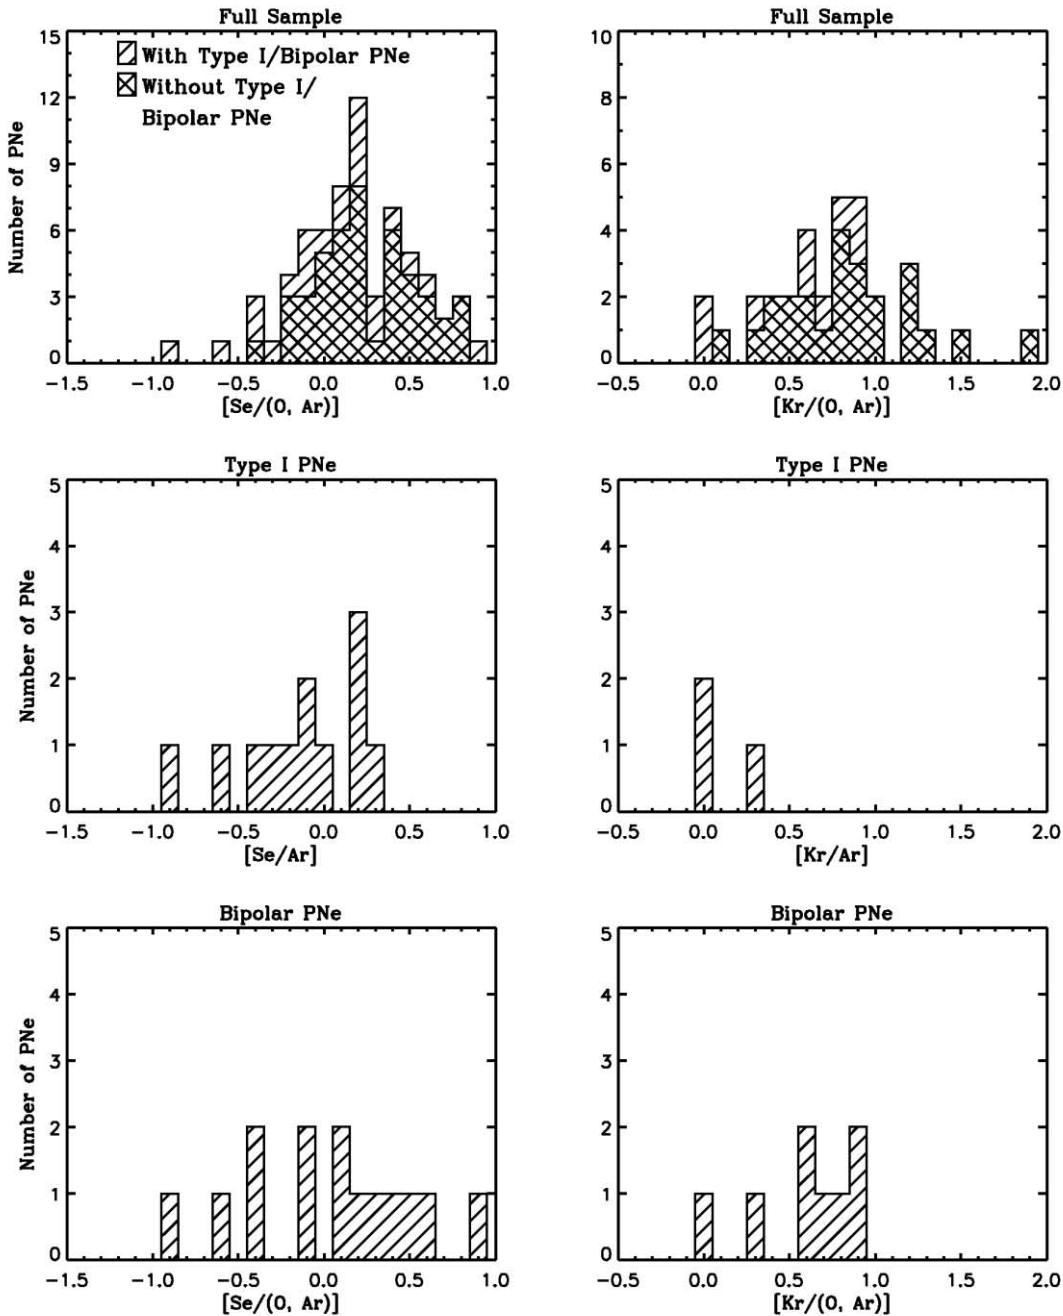 Full Sample
15
12
9
6
3
0
Number of PNe
With Type I/Bipolar PNe
Without Type I/
Bipolar PNe
−1.5 −1.0 −0.5 0.0 0.5 1.0
[Se/(O, Ar)]
Full Sample
10
8
6
4
2
0
−0.5 0.0 0.5 1.0 1.5 2.0
[Kr/(O, Ar)]
Type I PNe
5
4
3
2
1
0
Number of PNe
−1.5 −1.0 −0.5 0.0 0.5 1.0
[Se/Ar]
Type I PNe
5
4
3
2
1
0
−0.5 0.0 0.5 1.0 1.5 2.0
[Kr/Ar]
Bipolar PNe
5
4
3
2
1
0
Number of PNe
−1.5 −1.0 −0.5 0.0 0.5 1.0
[Se/(O, Ar)]
Bipolar PNe
5
4
3
2
1
0
−0.5 0.0 0.5 1.0 1.5 2.0
[Kr/(O, Ar)]